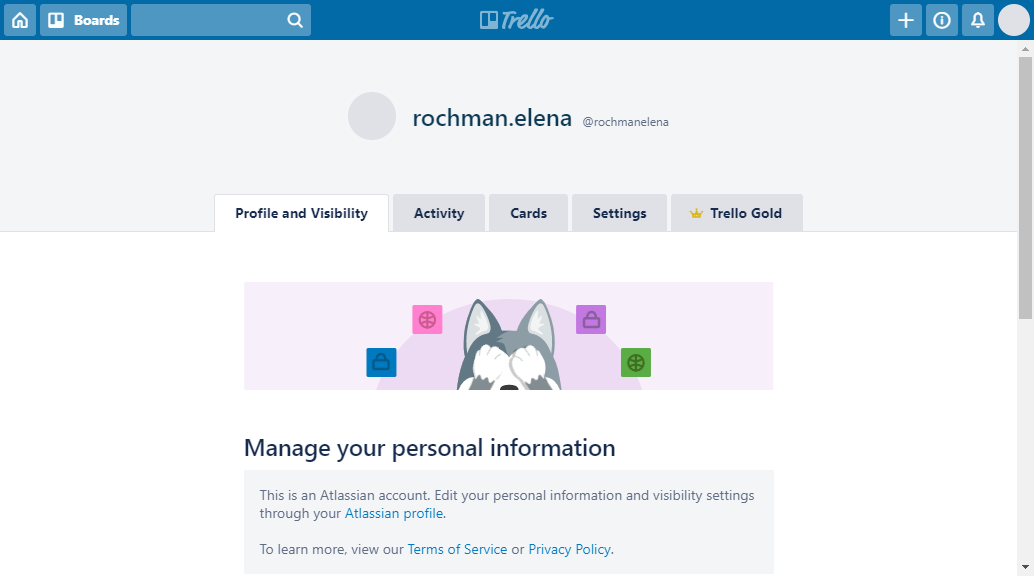 Boards
Trello
rochman.elena @rochmanelena
Profile and Visibility Activity Cards Settings Trello Gold
Manage your personal information
This is an Atlassian account. Edit your personal information and visibility settings
through your Atlassian profile.
To learn more, view our Terms of Service or Privacy Policy.